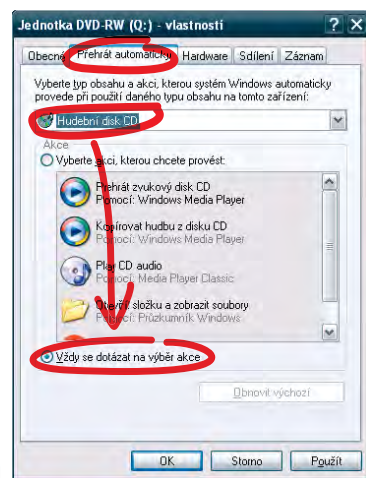 Jednotka DVD-RW (Q:) - vlastnosti
Obecné Přehrát automaticky Hardware Sdílení Záznam
Vyberte typ obsahu a akci, kterou systém Windows automaticky
provede při použití daného typu obsahu na tomto zařízení:
Hudební disk CD
Akce
Vyberte akci, kterou chcete provést:
Přehrát zvukový disk CD
Pomocí: Windows Media Player
Kopírovat hudbu z disku CD
Pomocí: Windows Media Player
Play CD audio
Pomocí: Media Player Classic
Otevřít složku a zobrazit soubory
Pomocí: Průzkumník Windows
Vždy se dotázat na výběr akce
Obnovit výchozí
OK Storno Použít